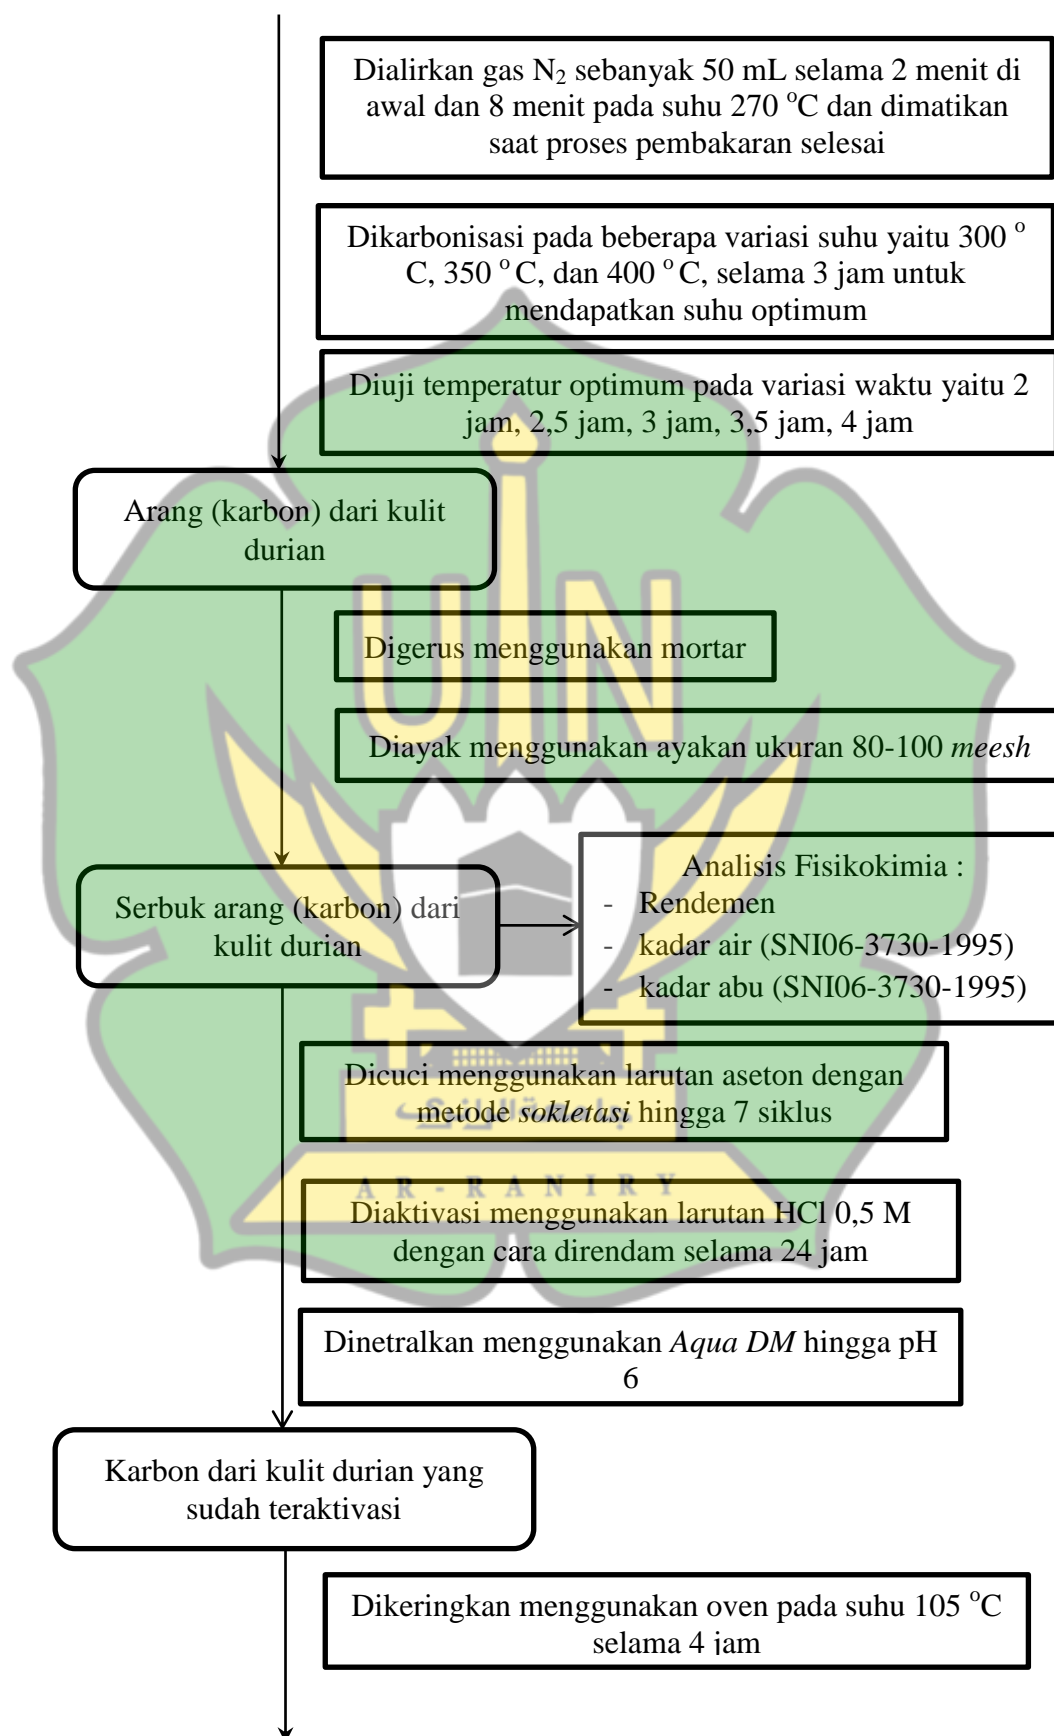 Dialirkan gas N₂ sebanyak 50 mL selama 2 menit di
awal dan 8 menit pada suhu 270 °C dan dimatikan
saat proses pembakaran selesai
Dikarbonisasi pada beberapa variasi suhu yaitu 300 °
C, 350 °C, dan 400 °C, selama 3 jam untuk
mendapatkan suhu optimum
Diuji temperatur optimum pada variasi waktu yaitu 2
jam, 2,5 jam, 3 jam, 3,5 jam, 4 jam
Arang (karbon) dari kulit
durian
UIN
Digerus menggunakan mortar
Diayak menggunakan ayakan ukuran 80-100 meesh
Serbuk arang (karbon) dari
kulit durian
Analisis Fisikokimia :
- Rendemen
- kadar air (SNI06-3730-1995)
- kadar abu (SNI06-3730-1995)
Dicuci menggunakan larutan aseton dengan
metode sokletasi hingga 7 siklus
جامعة الرانري
AR-RANIRY
Diaktivasi menggunakan larutan HCl 0,5 M
dengan cara direndam selama 24 jam
Dinetralkan menggunakan Aqua DM hingga pH
6
Karbon dari kulit durian yang
sudah teraktivasi
Dikeringkan menggunakan oven pada suhu 105 °C
selama 4 jam